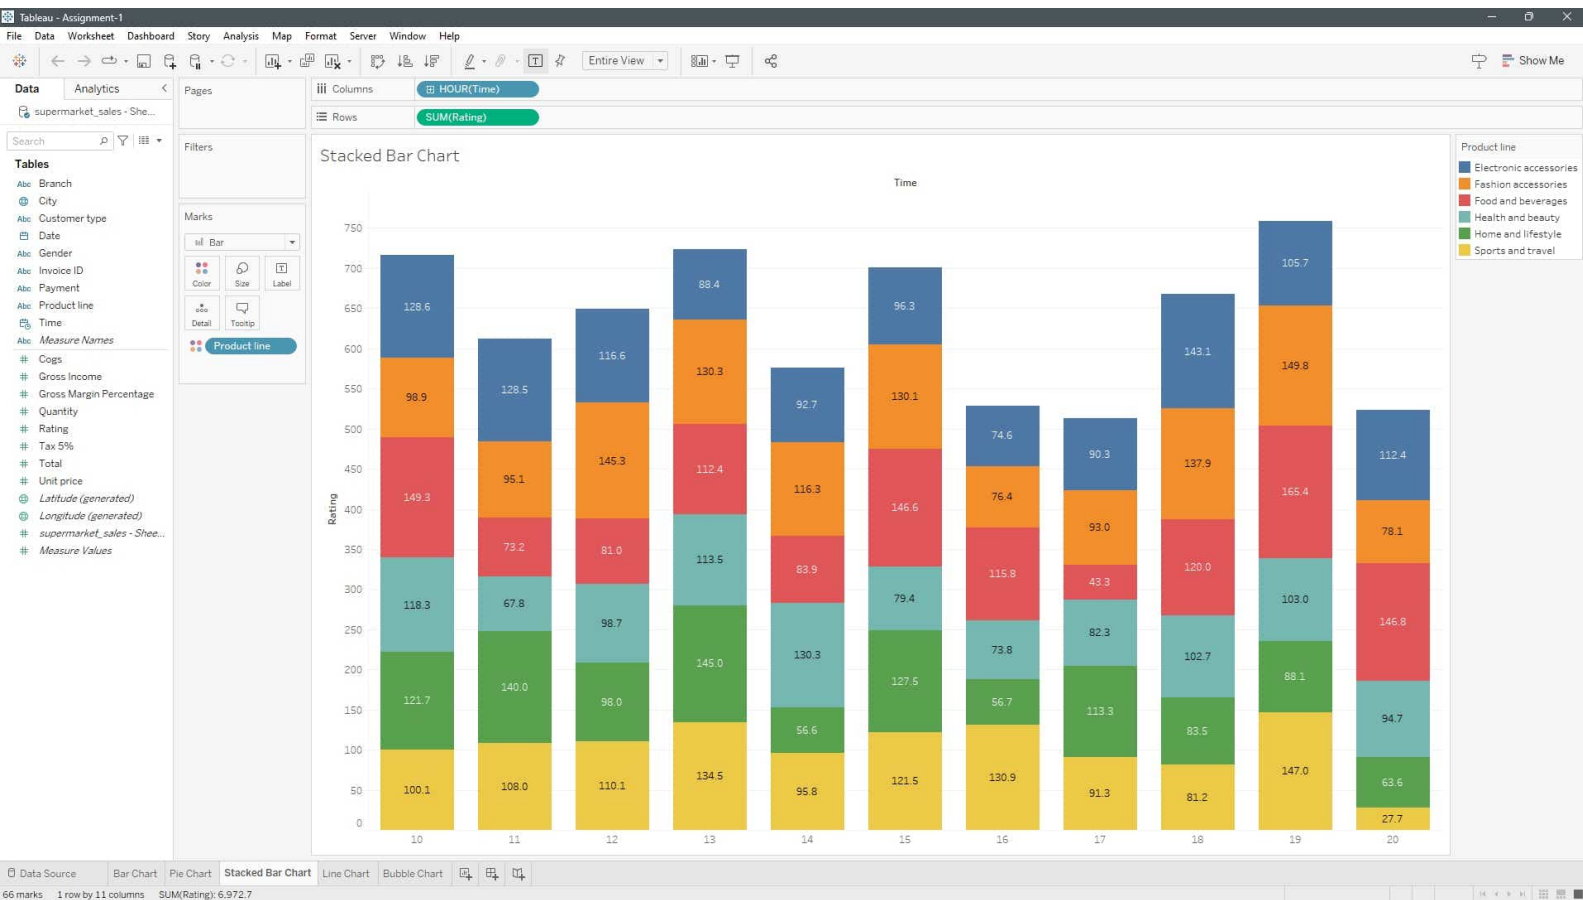 Tableau - Assignment-1
File Data Worksheet Dashboard Story Analysis Map Format Server Window Help
Entire View
Show Me
Data Analytics
supermarket_sales - She...
Search
Tables
Abc Branch
City
Abc Customer type
Date
Abc Gender
Abc Invoice ID
Abc Payment
Abc Product line
Time
Abc Measure Names
# Cogs
# Gross Income
# Gross Margin Percentage
# Quantity
# Rating
# Tax 5%
# Total
# Unit price
Latitude (generated)
Longitude (generated)
# supermarket_sales - Shee...
# Measure Values
Pages
Filters
Marks
Bar
Color Size Label
Detail Tooltip
Product line
Columns HOUR(Time)
Rows SUM(Rating)
Stacked Bar Chart
Time
Rating
750
700
650
600
550
500
450
400
350
300
250
200
150
100
50
0
128.6
98.9
149.3
118.3
121.7
100.1
128.5
95.1
73.2
67.8
140.0
108.0
116.6
145.3
81.0
98.7
98.0
110.1
88.4
130.3
112.4
113.5
145.0
134.5
92.7
116.3
83.9
130.3
56.6
95.8
96.3
130.1
146.6
79.4
127.5
121.5
74.6
76.4
115.8
73.8
56.7
130.9
90.3
93.0
43.3
82.3
113.3
91.3
143.1
137.9
120.0
102.7
83.5
81.2
105.7
149.8
165.4
103.0
88.1
147.0
112.4
78.1
146.8
94.7
63.6
27.7
10 11 12 13 14 15 16 17 18 19 20
Product line
Electronic accessories
Fashion accessories
Food and beverages
Health and beauty
Home and lifestyle
Sports and travel
Data Source Bar Chart Pie Chart Stacked Bar Chart Line Chart Bubble Chart
66 marks 1 row by 11 columns SUM(Rating): 6,972.7